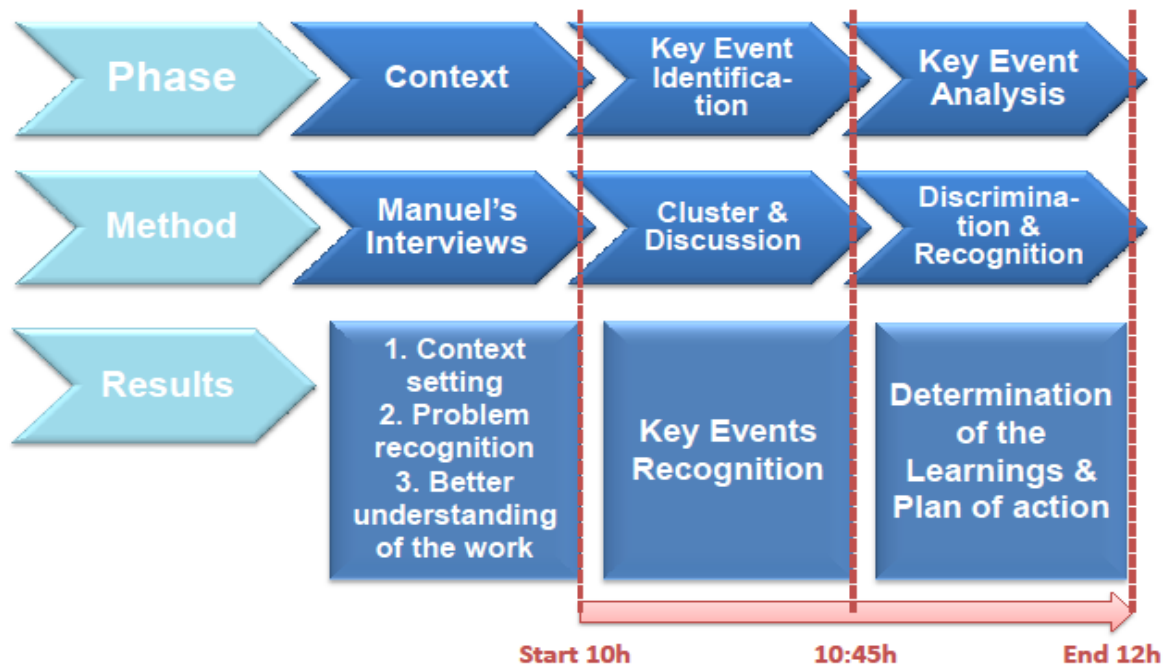 Phase
Context
Key Event
Identifica-
tion
Key Event
Analysis
Method
Manuel's
Interviews
Cluster &
Discussion
Discrimina-
tion &
Recognition
Results
1. Context
setting
2. Problem
recognition
3. Better
understanding
of the work
Key Events
Recognition
Determination
of the
Learnings &
Plan of action
Start 10h
10:45h
End 12h